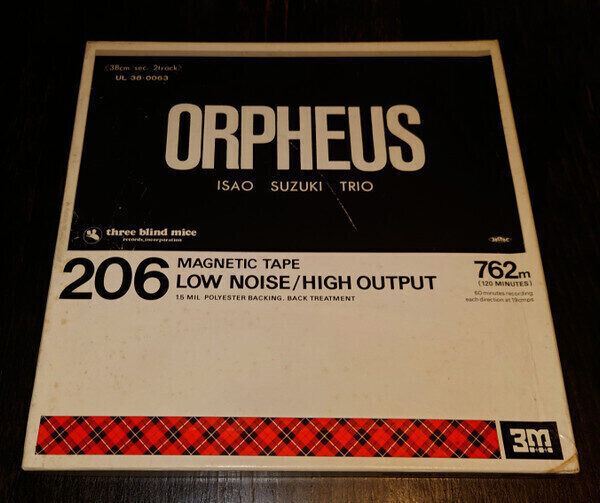 (38cm sec. 2track)
UL 38-0063
ORPHEUS
ISAO SUZUKI TRIO
three blind mice
records, incorporation
206
MAGNETIC TAPE
LOW NOISE/HIGH OUTPUT
1.5 MIL POLYESTER BACKING. BACK TREATMENT
762m
(120 MINUTES)
60 minutes recording
each direction at 19cmps
3M